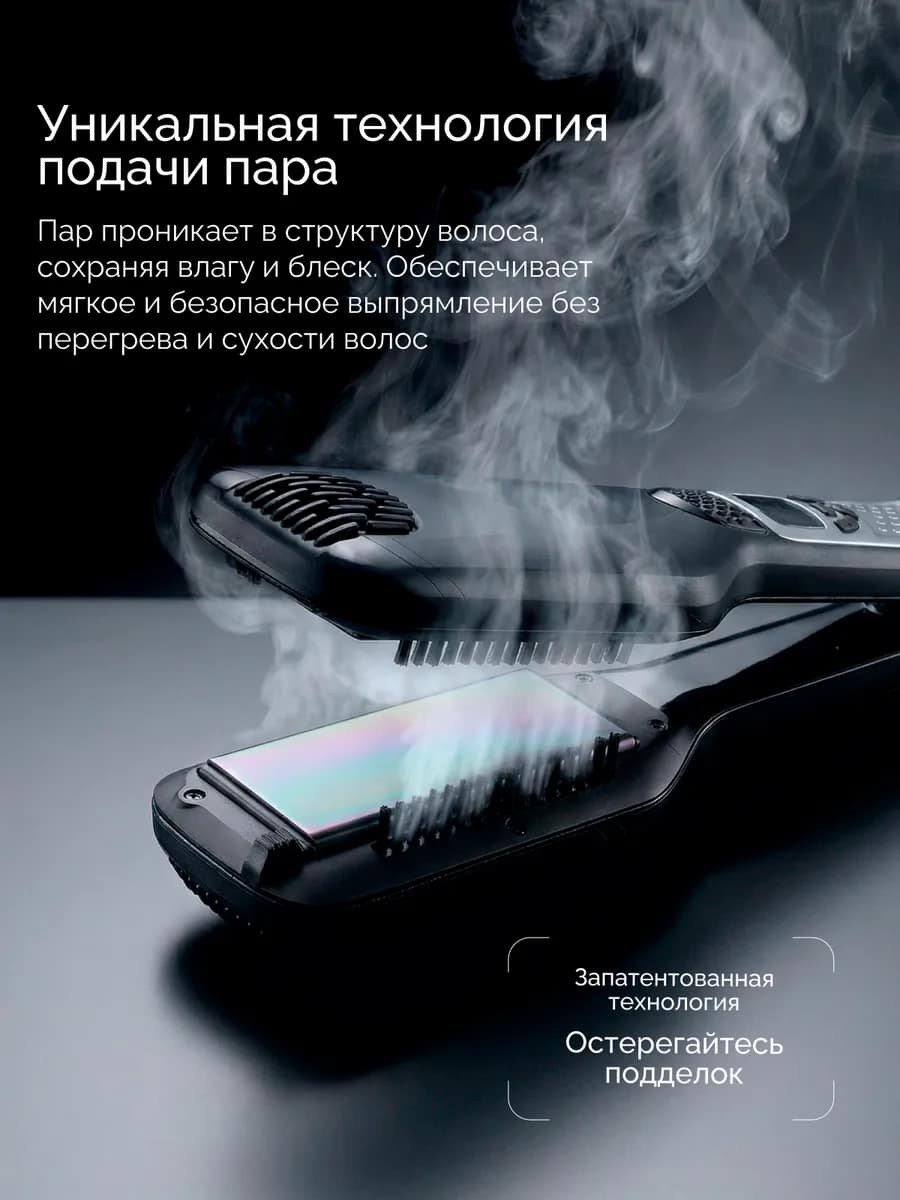 Уникальная технология
подачи пара
Пар проникает в структуру волоса,
сохраняя влагу и блеск. Обеспечивает
мягкое и безопасное выпрямление без
перегрева и сухости волос
Запатентованная
технология
Остерегайтесь
подделок